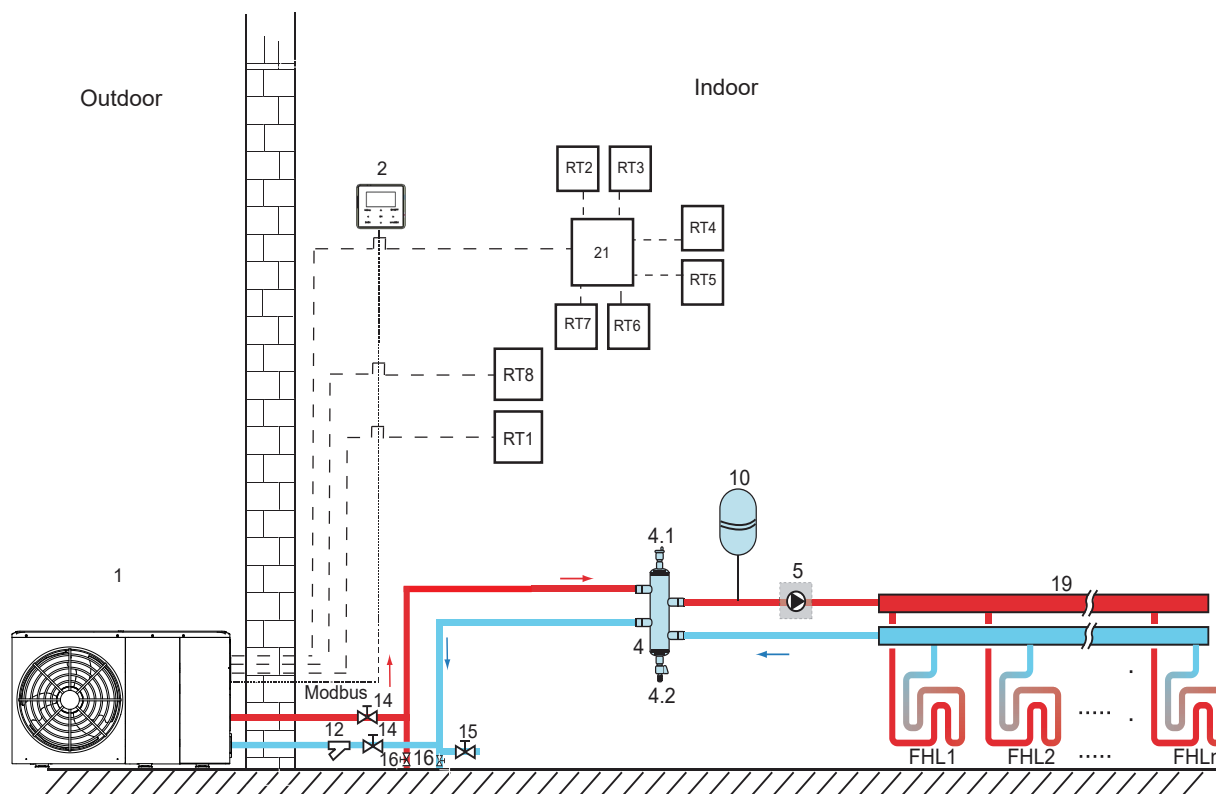 Outdoor
Indoor
2
RT2
RT3
RT4
21
RT5
RT7
RT6
RT8
RT1
10
4.1
1
5
19
4
4.2
Modbus
14
12
14
15
16
16
.....
.
.....
.
FHL1
FHL2
FHLn